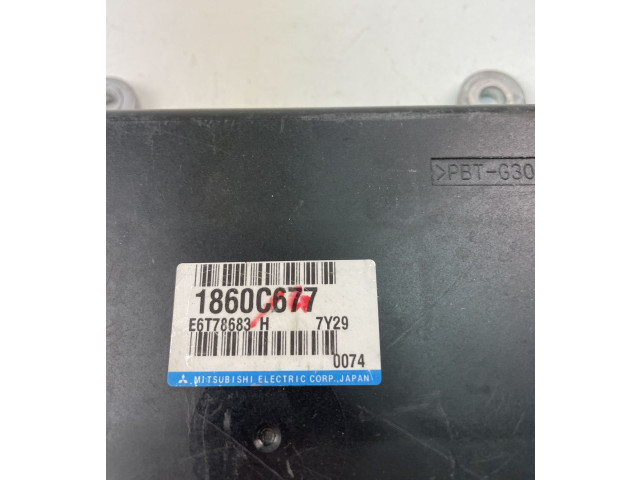 >PBT-G30
1860C677
E6T78683 H 7Y29
0074
MITSUBISHI ELECTRIC CORP., JAPAN